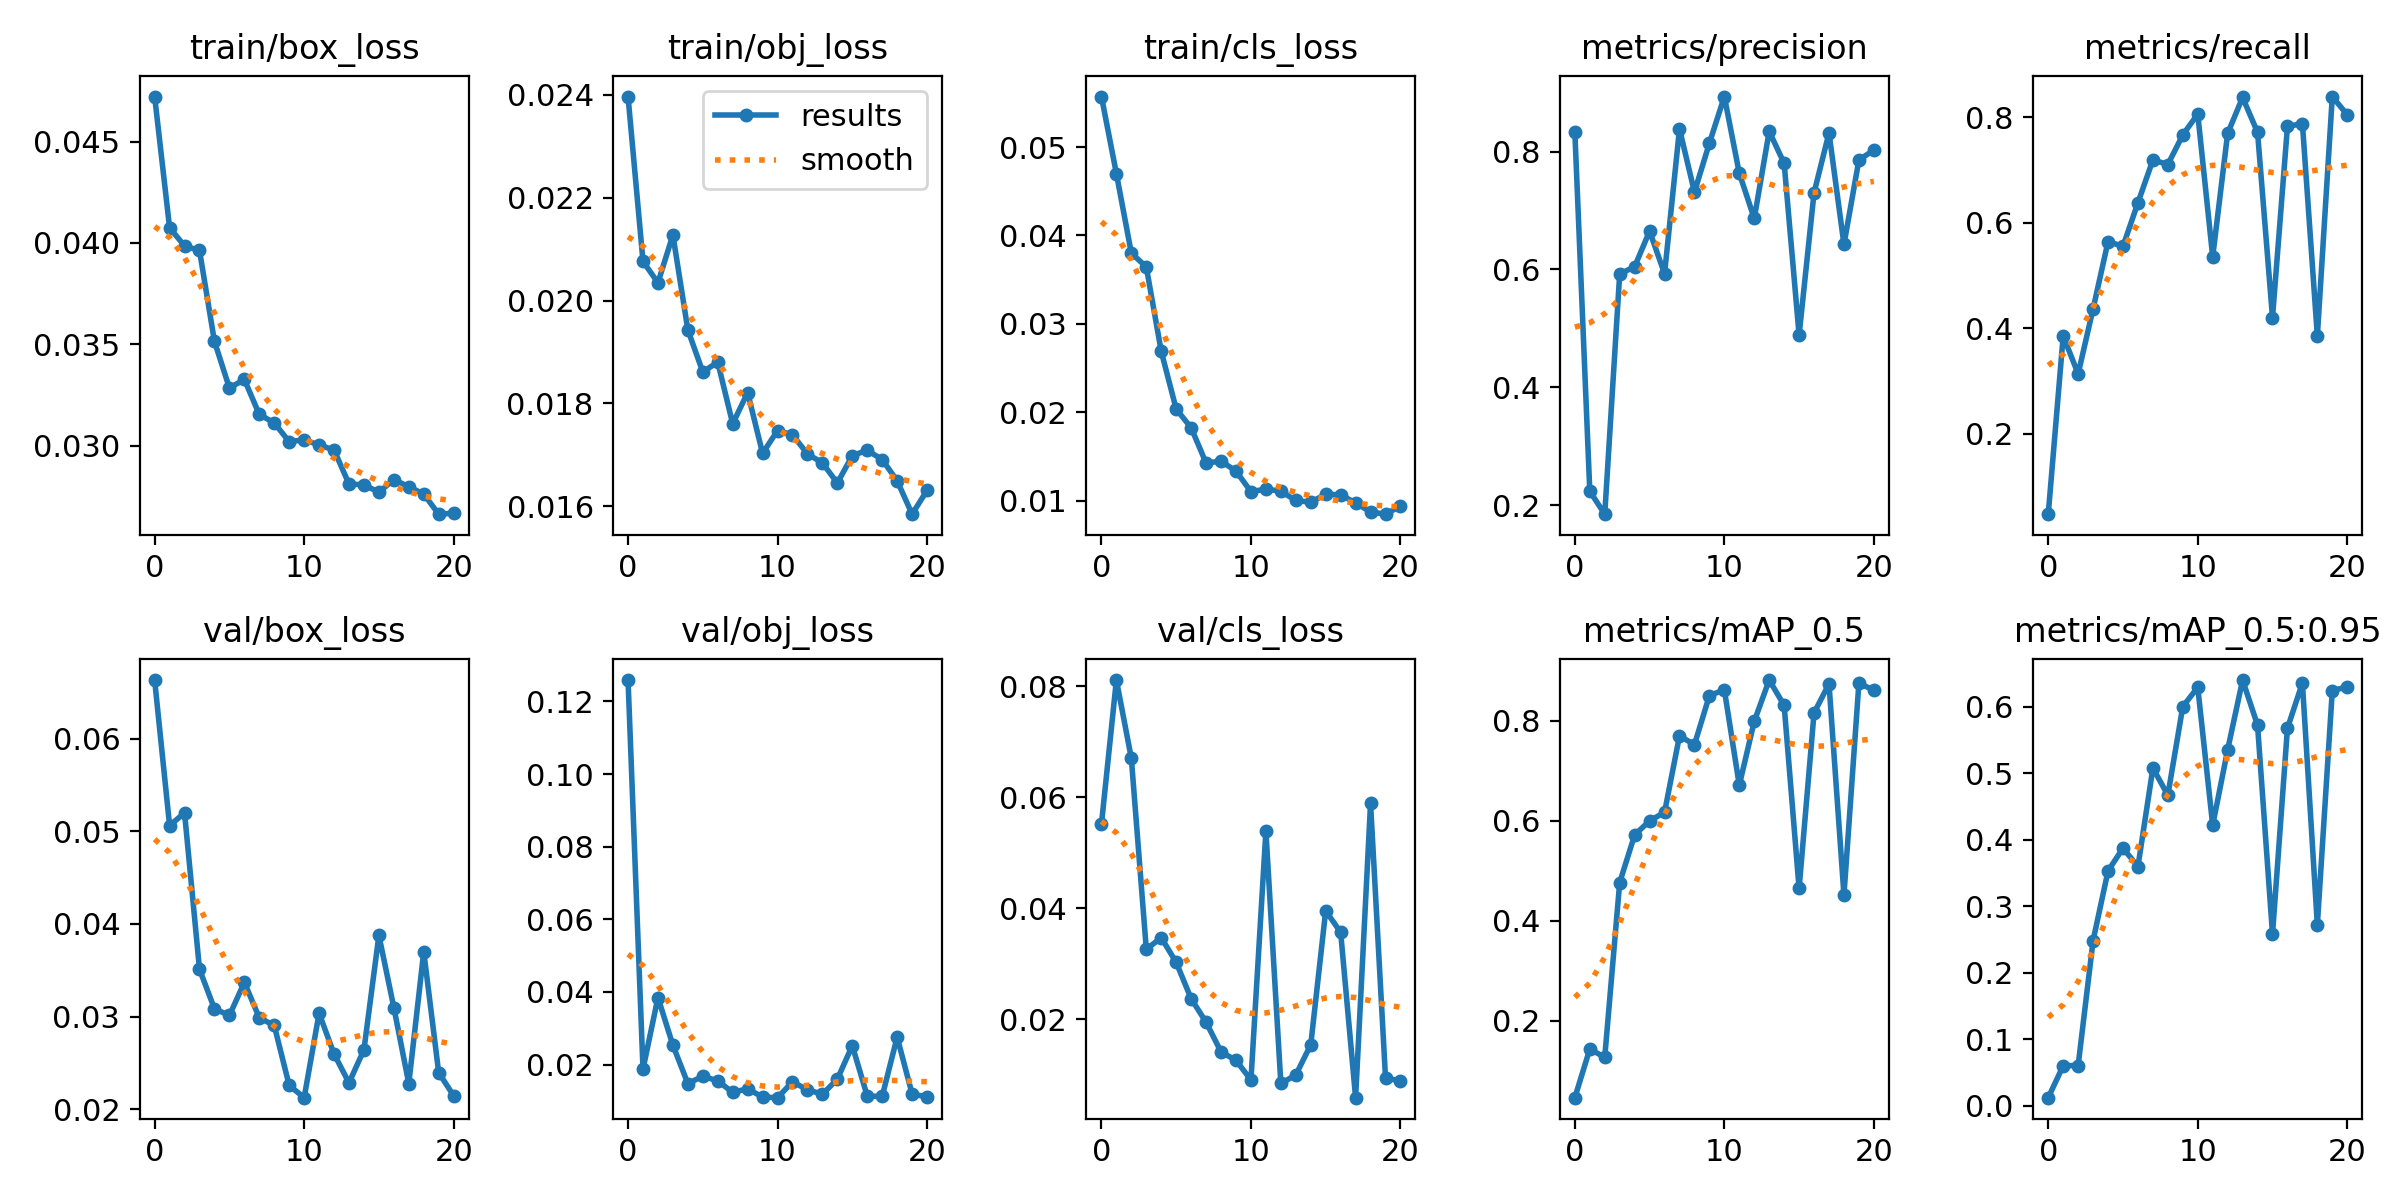 train/box_loss
0.045
0.040
0.035
0.030
0 10 20
train/obj_loss
results
smooth
0.024
0.022
0.020
0.018
0.016
0 10 20
train/cls_loss
0.05
0.04
0.03
0.02
0.01
0 10 20
metrics/precision
0.8
0.6
0.4
0.2
0 10 20
metrics/recall
0.8
0.6
0.4
0.2
0 10 20
val/box_loss
0.06
0.05
0.04
0.03
0.02
0 10 20
val/obj_loss
0.12
0.10
0.08
0.06
0.04
0.02
0 10 20
val/cls_loss
0.08
0.06
0.04
0.02
0 10 20
metrics/mAP_0.5
0.8
0.6
0.4
0.2
0 10 20
metrics/mAP_0.5:0.95
0.6
0.5
0.4
0.3
0.2
0.1
0.0
0 10 20